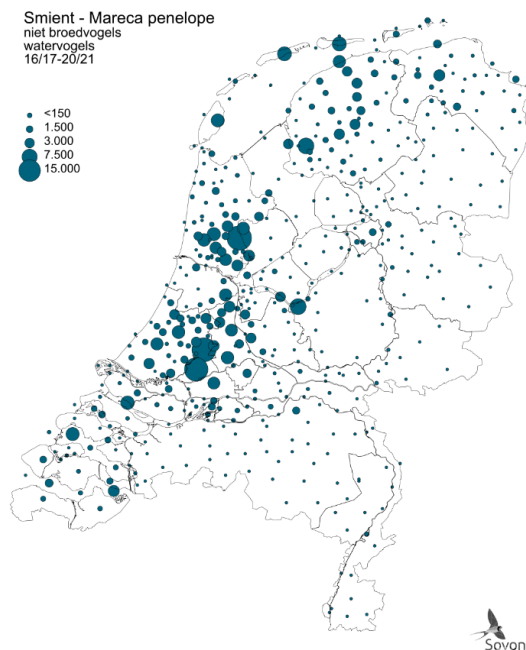 Smient - Mareca penelope
niet broedvogels
watervogels
16/17-20/21
<150
1.500
3.000
7.500
15.000
Sovon